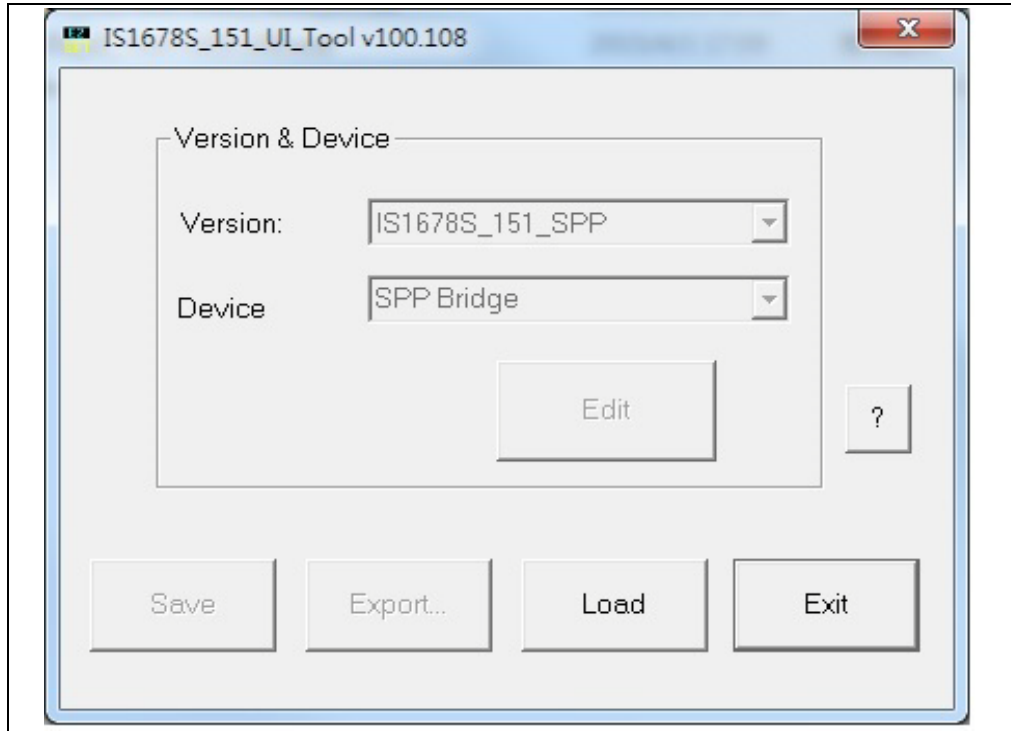 IS1678S_151_UI_Tool v100.108
x
Version & Device
Version:
IS1678S_151_SPP
Device
SPP Bridge
Edit
?
Save
Export...
Load
Exit